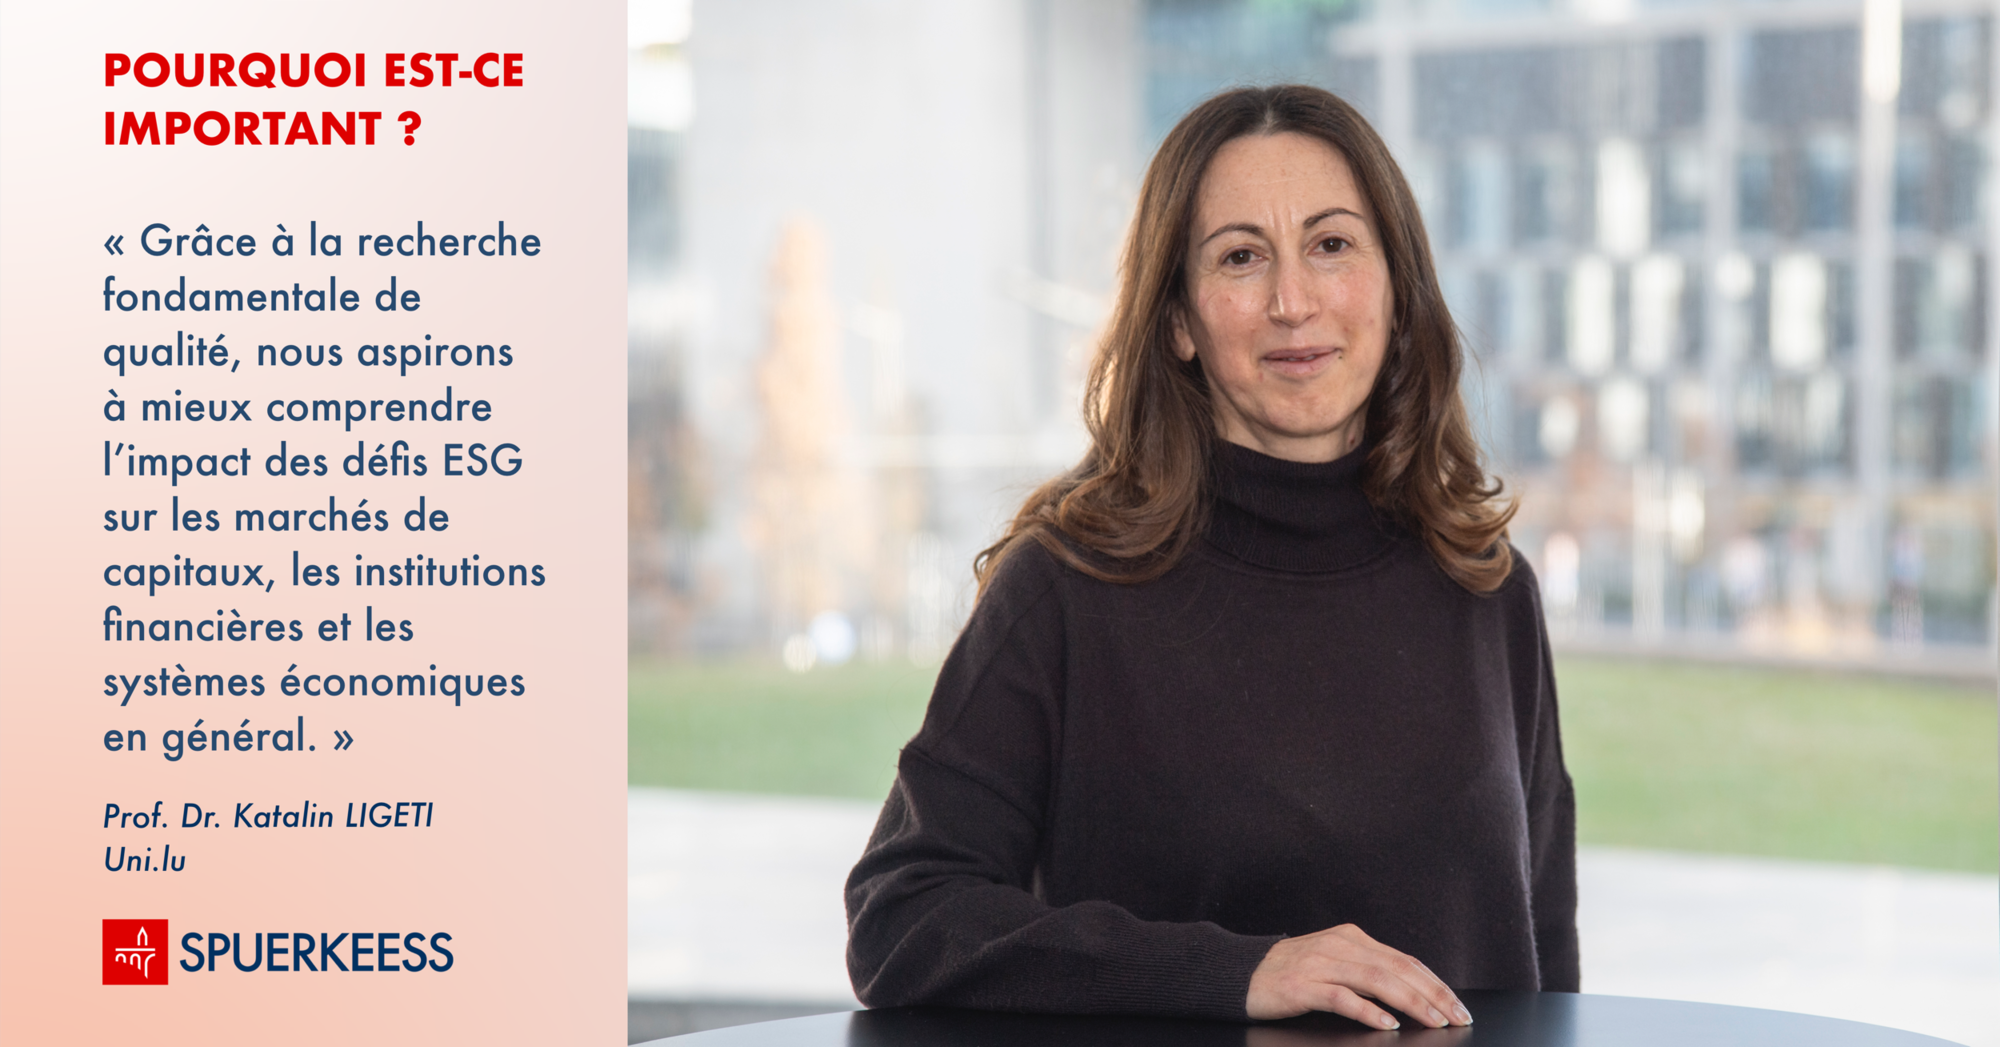 POURQUOI EST-CE
IMPORTANT ?
« Grâce à la recherche
fondamentale de
qualité, nous aspirons
à mieux comprendre
l’impact des défis ESG
sur les marchés de
capitaux, les institutions
financières et les
systèmes économiques
en général. »
Prof. Dr. Katalin LIGETI
Uni.lu
SPUERKEESS